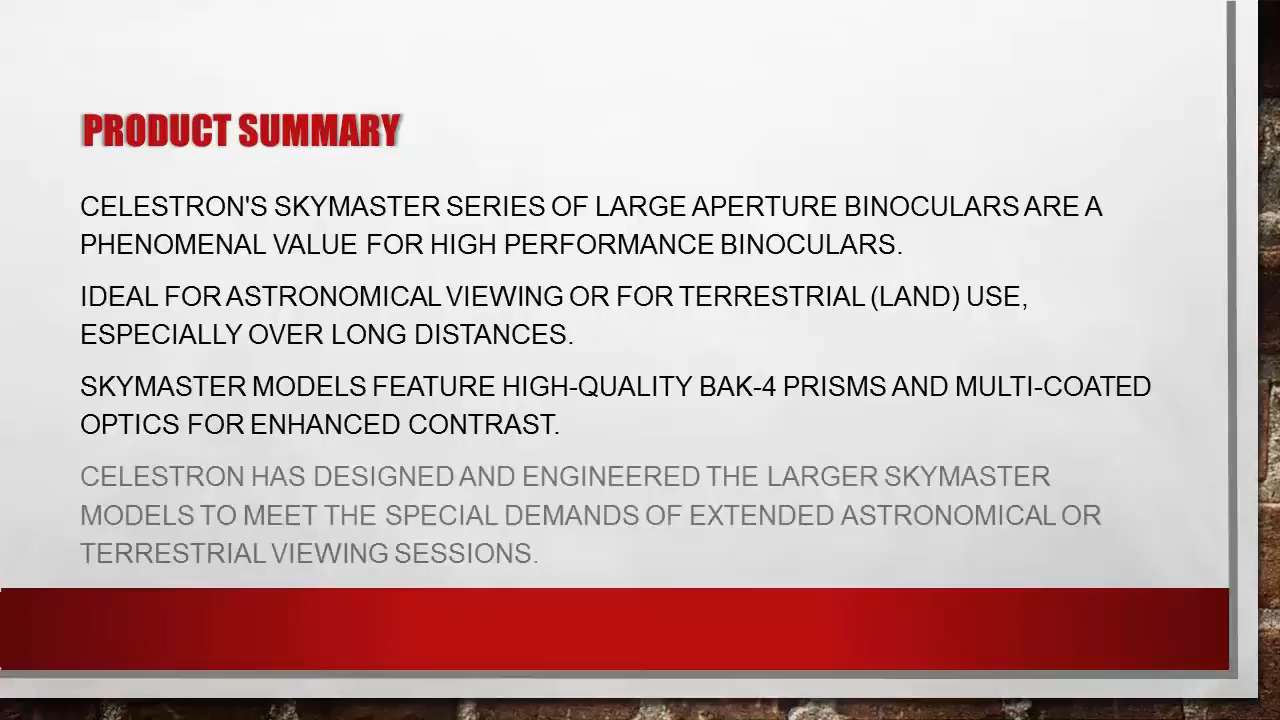 PRODUCT SUMMARY
CELESTRON'S SKYMASTER SERIES OF LARGE APERTURE BINOCULARS ARE A
PHENOMENAL VALUE FOR HIGH PERFORMANCE BINOCULARS.
IDEAL FOR ASTRONOMICAL VIEWING OR FOR TERRESTRIAL (LAND) USE,
ESPECIALLY OVER LONG DISTANCES.
SKYMASTER MODELS FEATURE HIGH-QUALITY BAK-4 PRISMS AND MULTI-COATED
OPTICS FOR ENHANCED CONTRAST.
CELESTRON HAS DESIGNED AND ENGINEERED THE LARGER SKYMASTER
MODELS TO MEET THE SPECIAL DEMANDS OF EXTENDED ASTRONOMICAL OR
TERRESTRIAL VIEWING SESSIONS.